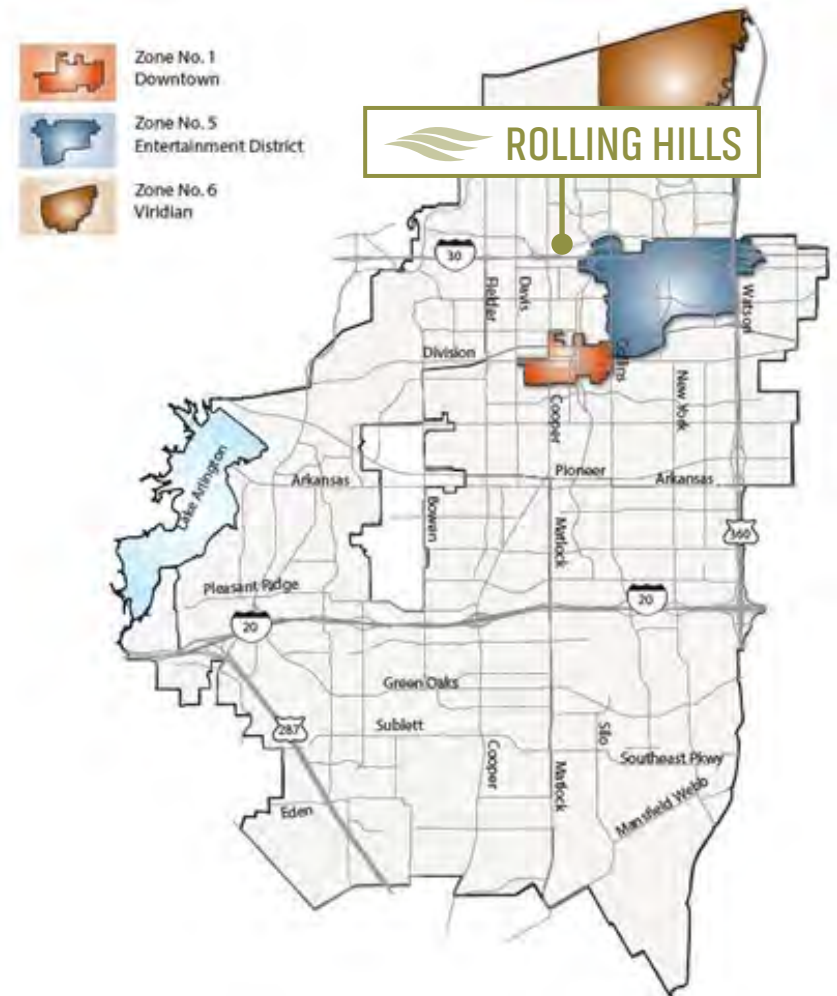 Zone No. 1
Downtown
Zone No. 5
Entertainment District
Zone No. 6
Viridian
ROLLING HILLS
30
Fielder
Davis
Watson
Division
Collins
New York
Cooper
Lake Arlington
Arkansas
Pioneer
Arkansas
Bowen
Matlock
360
Pleasant Ridge
20
20
Green Oaks
287
Sublett
Silo
Cooper
Southeast Pkwy
Matlock
Mansfield Webb
Eden